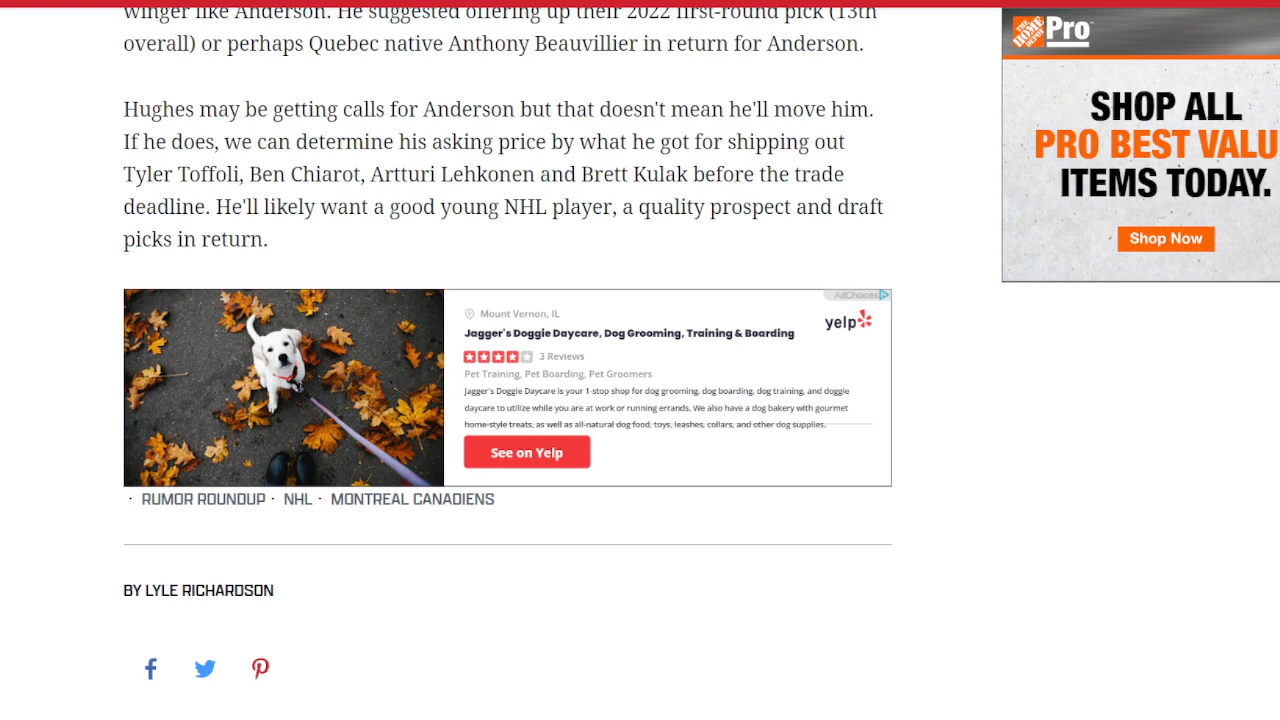 winger like Anderson. He suggested offering up their 2022 first-round pick (13th
overall) or perhaps Quebec native Anthony Beauvillier in return for Anderson.
Hughes may be getting calls for Anderson but that doesn't mean he'll move him.
If he does, we can determine his asking price by what he got for shipping out
Tyler Toffoli, Ben Chiarot, Artturi Lehkonen and Brett Kulak before the trade
deadline. He'll likely want a good young NHL player, a quality prospect and draft
picks in return.
AdChoices
Mount Vernon, IL
yelp
Jagger's Doggie Daycare, Dog Grooming, Training & Boarding
3 Reviews
Pet Training, Pet Boarding, Pet Groomers
Jagger's Doggie Daycare is your 1-stop shop for dog grooming, dog boarding, dog training, and doggie
daycare to utilize while you are at work or running errands. We also have a dog bakery with gourmet
home-style treats, as well as all-natural dog food, toys, leashes, collars, and other dog supplies.
See on Yelp
· RUMOR ROUNDUP · NHL · MONTREAL CANADIENS
BY LYLE RICHARDSON
THE HOME DEPOT Pro™
SHOP ALL
PRO BEST VALU
ITEMS TODAY.
Shop Now